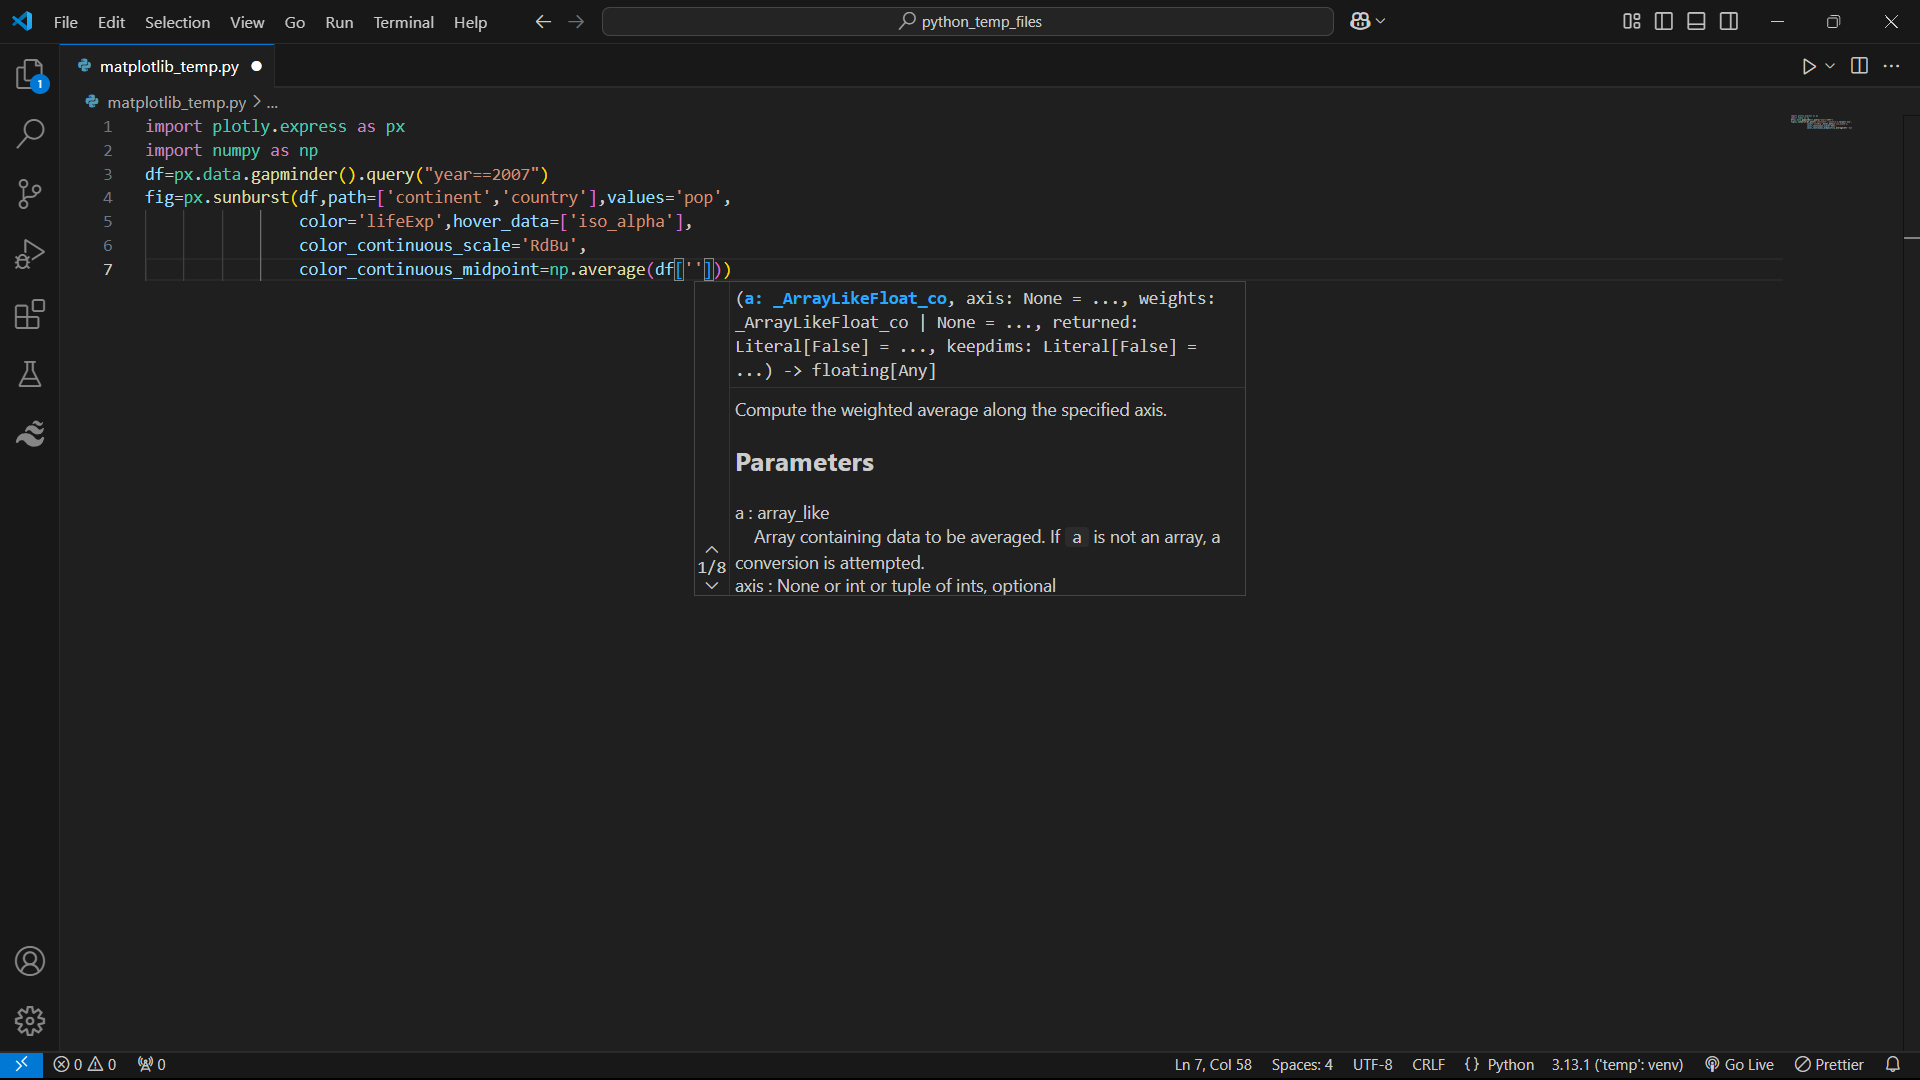 File Edit Selection View Go Run Terminal Help
python_temp_files
1
matplotlib_temp.py
matplotlib_temp.py > ...
1 import plotly.express as px
2 import numpy as np
3 df=px.data.gapminder().query("year==2007")
4 fig=px.sunburst(df,path=['continent','country'],values='pop',
5 color='lifeExp',hover_data=['iso_alpha'],
6 color_continuous_scale='RdBu',
7 color_continuous_midpoint=np.average(df['']))
(a: _ArrayLikeFloat_co, axis: None = ..., weights:
_ArrayLikeFloat_co | None = ..., returned:
Literal[False] = ..., keepdims: Literal[False] =
...) -> floating[Any]
Compute the weighted average along the specified axis.
Parameters
a : array_like
Array containing data to be averaged. If a is not an array, a
conversion is attempted.
1/8
axis : None or int or tuple of ints, optional
0 0 0 Ln 7, Col 58 Spaces: 4 UTF-8 CRLF {} Python 3.13.1 ('temp': venv) Go Live Prettier